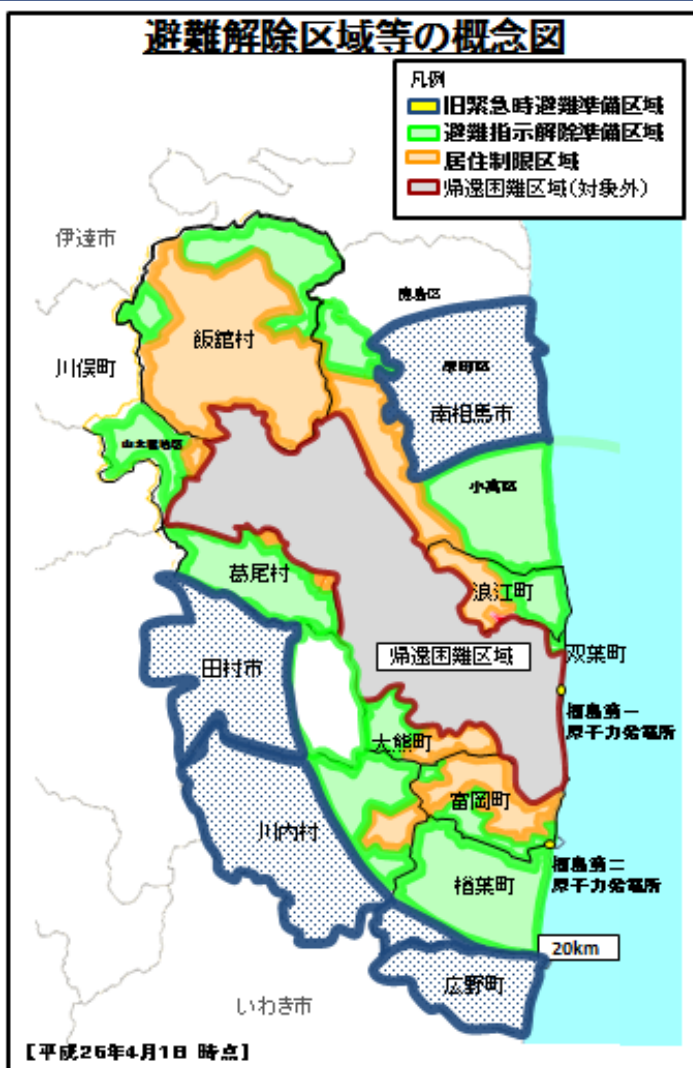 避難解除区域等の概念図
凡例
旧緊急時避難準備区域
避難指示解除準備区域
居住制限区域
帰還困難区域(対象外)
伊達市
鹿島区
飯舘村
原町区
川俣町
南相馬市
小高区
葛尾村
浪江町
帰還困難区域
双葉町
田村市
福島第一
原子力発電所
大熊町
富岡町
川内村
福島第二
原子力発電所
楢葉町
20km
広野町
いわき市
[平成26年4月1日 時点]